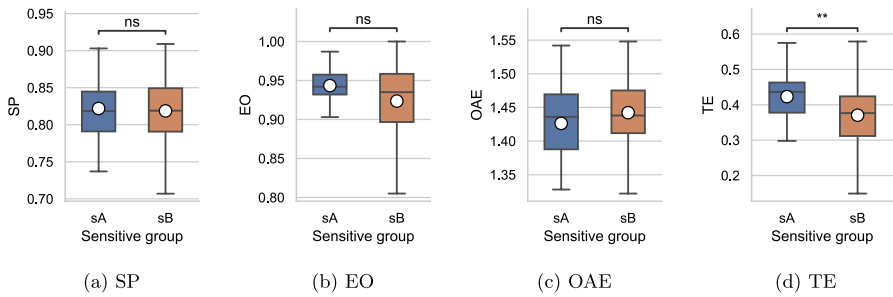 0.95
0.90
0.85
0.80
0.75
0.70
SP
ns
sA sB
Sensitive group
(a) SP
1.00
0.95
0.90
0.85
0.80
EO
ns
sA sB
Sensitive group
(b) EO
1.55
1.50
1.45
1.40
1.35
OAE
ns
sA sB
Sensitive group
(c) OAE
0.6
0.5
0.4
0.3
0.2
TE
**
sA sB
Sensitive group
(d) TE